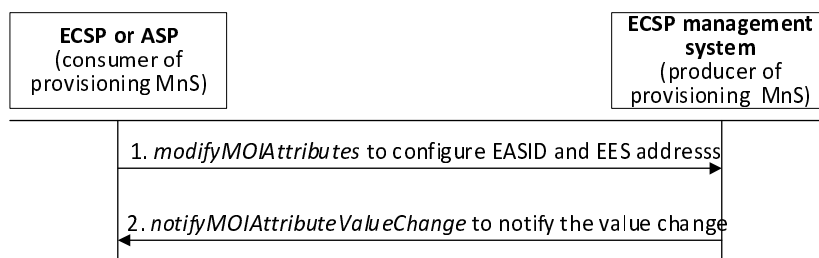 ECSP or ASP
(consumer of
provisioning MnS)
ECSP management
system
(producer of
provisioning MnS)
1. modifyMOIAttributes to configure EASID and EES addresss
2. notifyMOIAttributeValueChange to notify the value change